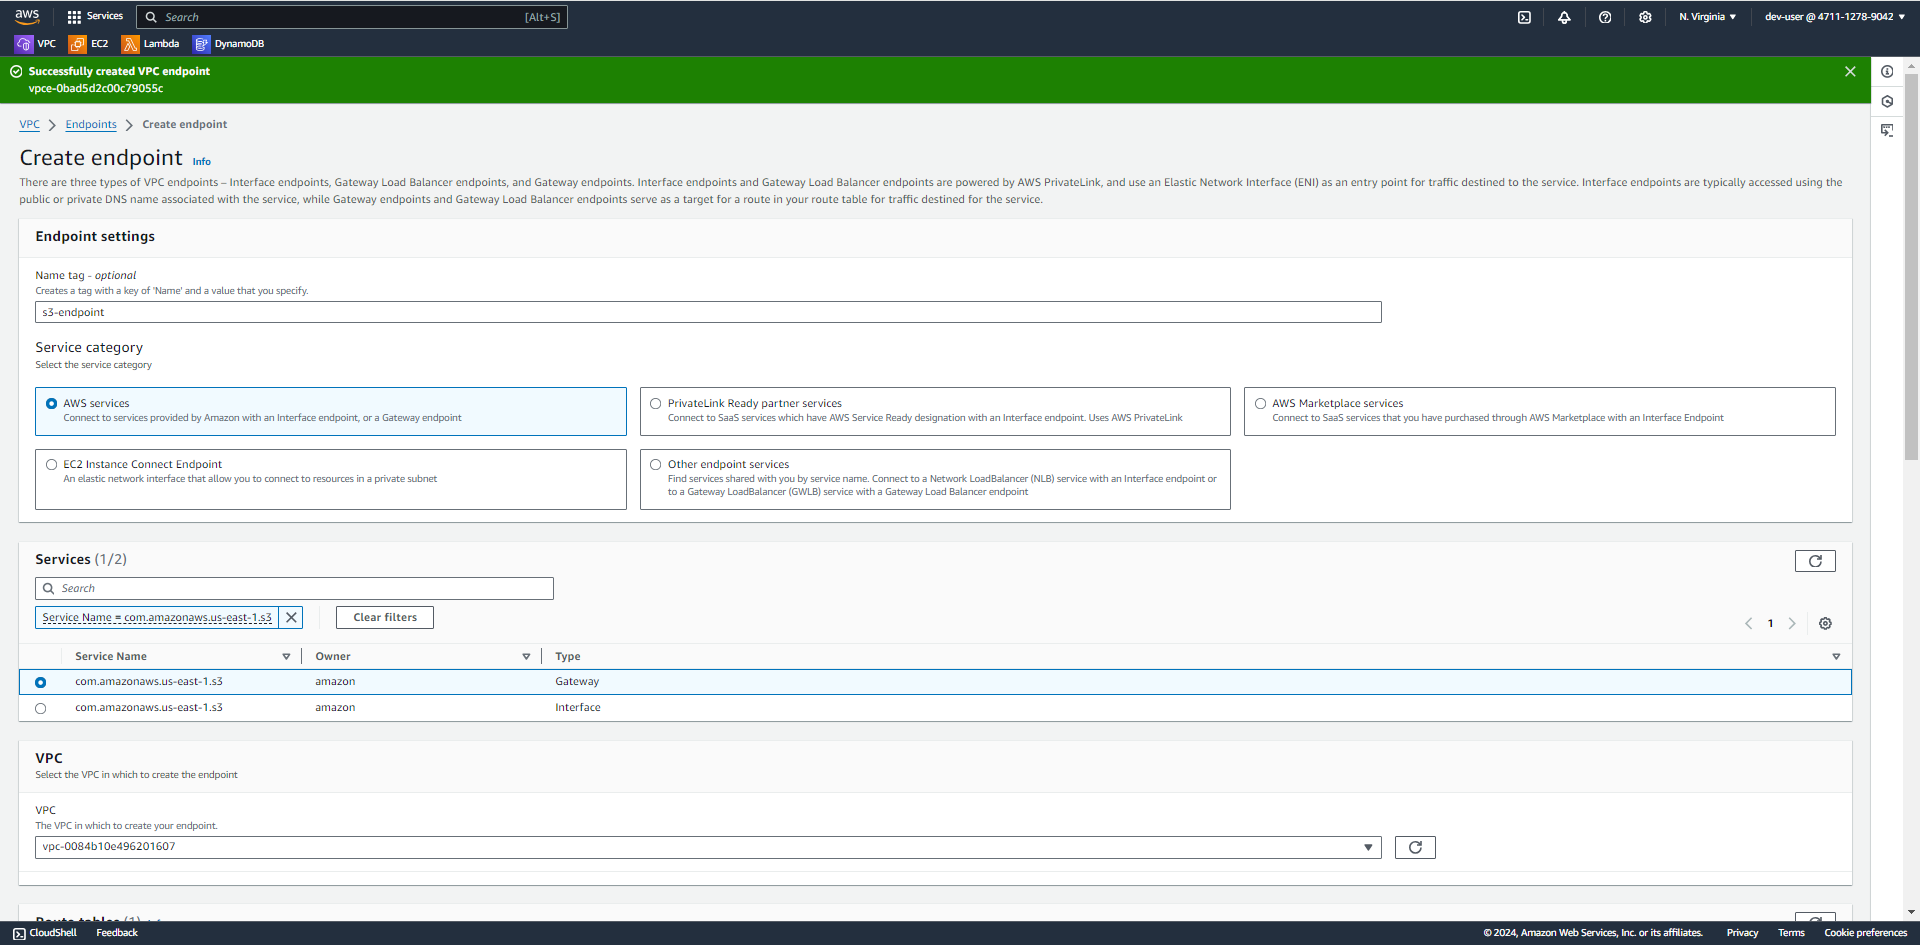 aws Services Search [Alt+S] N. Virginia dev-user @ 4711-1278-9042
VPC EC2 Lambda DynamoDB
Successfully created VPC endpoint
vpce-0bad5d2c00c79055c
VPC Endpoints Create endpoint
Create endpoint Info
There are three types of VPC endpoints – Interface endpoints, Gateway Load Balancer endpoints, and Gateway endpoints. Interface endpoints and Gateway Load Balancer endpoints are powered by AWS PrivateLink, and use an Elastic Network Interface (ENI) as an entry point for traffic destined to the service. Interface endpoints are typically accessed using the
public or private DNS name associated with the service, while Gateway endpoints and Gateway Load Balancer endpoints serve as a target for a route in your route table for traffic destined for the service.
Endpoint settings
Name tag - optional
Creates a tag with a key of 'Name' and a value that you specify.
s3-endpoint
Service category
Select the service category
AWS services
Connect to services provided by Amazon with an Interface endpoint, or a Gateway endpoint
PrivateLink Ready partner services
Connect to SaaS services which have AWS Service Ready designation with an Interface endpoint. Uses AWS PrivateLink
AWS Marketplace services
Connect to SaaS services that you have purchased through AWS Marketplace with an Interface Endpoint
EC2 Instance Connect Endpoint
An elastic network interface that allow you to connect to resources in a private subnet
Other endpoint services
Find services shared with you by service name. Connect to a Network LoadBalancer (NLB) service with an Interface endpoint or
to a Gateway LoadBalancer (GWLB) service with a Gateway Load Balancer endpoint
Services (1/2)
Search
Service Name = com.amazonaws.us-east-1.s3 Clear filters
1
Service Name Owner Type
com.amazonaws.us-east-1.s3 amazon Gateway
com.amazonaws.us-east-1.s3 amazon Interface
VPC
Select the VPC in which to create the endpoint
VPC
The VPC in which to create your endpoint.
vpc-0084b10e496201607
Route tables (1)
CloudShell Feedback © 2024, Amazon Web Services, Inc. or its affiliates. Privacy Terms Cookie preferences